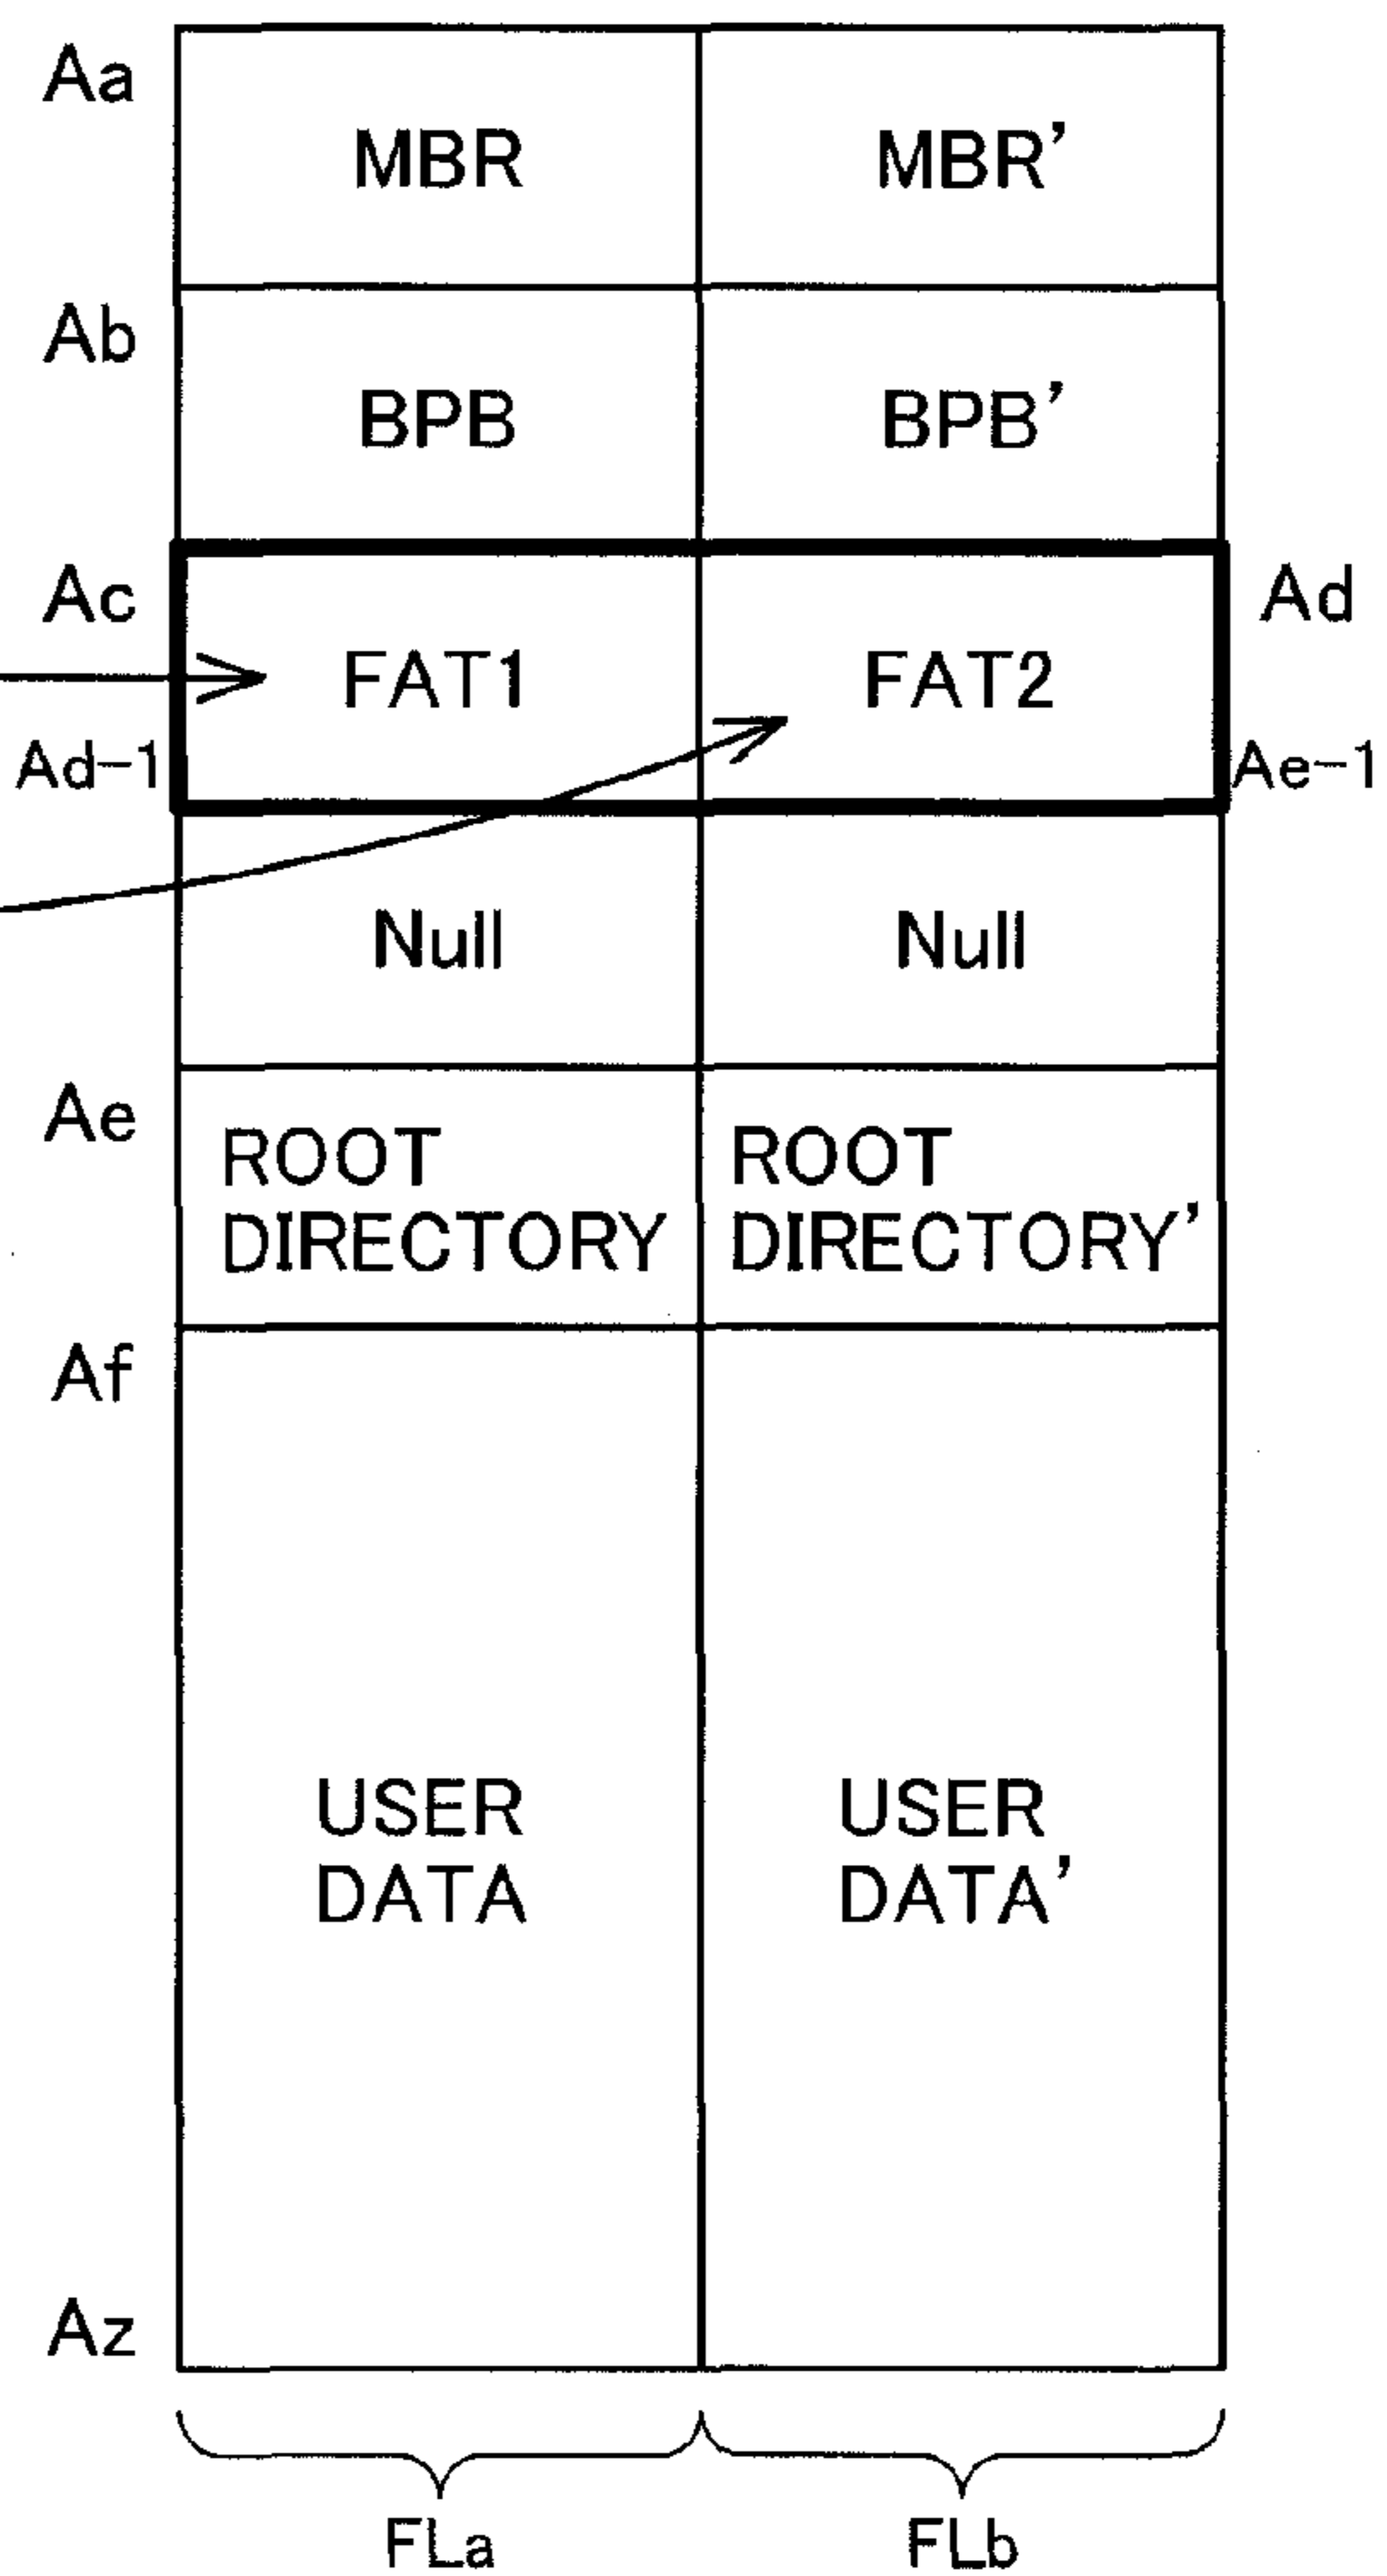 Aa
MBR MBR’
Ab
BPB BPB’
Ac Ad
FAT1 FAT2
Ad-1 Ae-1
Null Null
Ae
ROOT ROOT
DIRECTORY DIRECTORY’
Af
USER USER
DATA DATA’
Az
FLa FLb